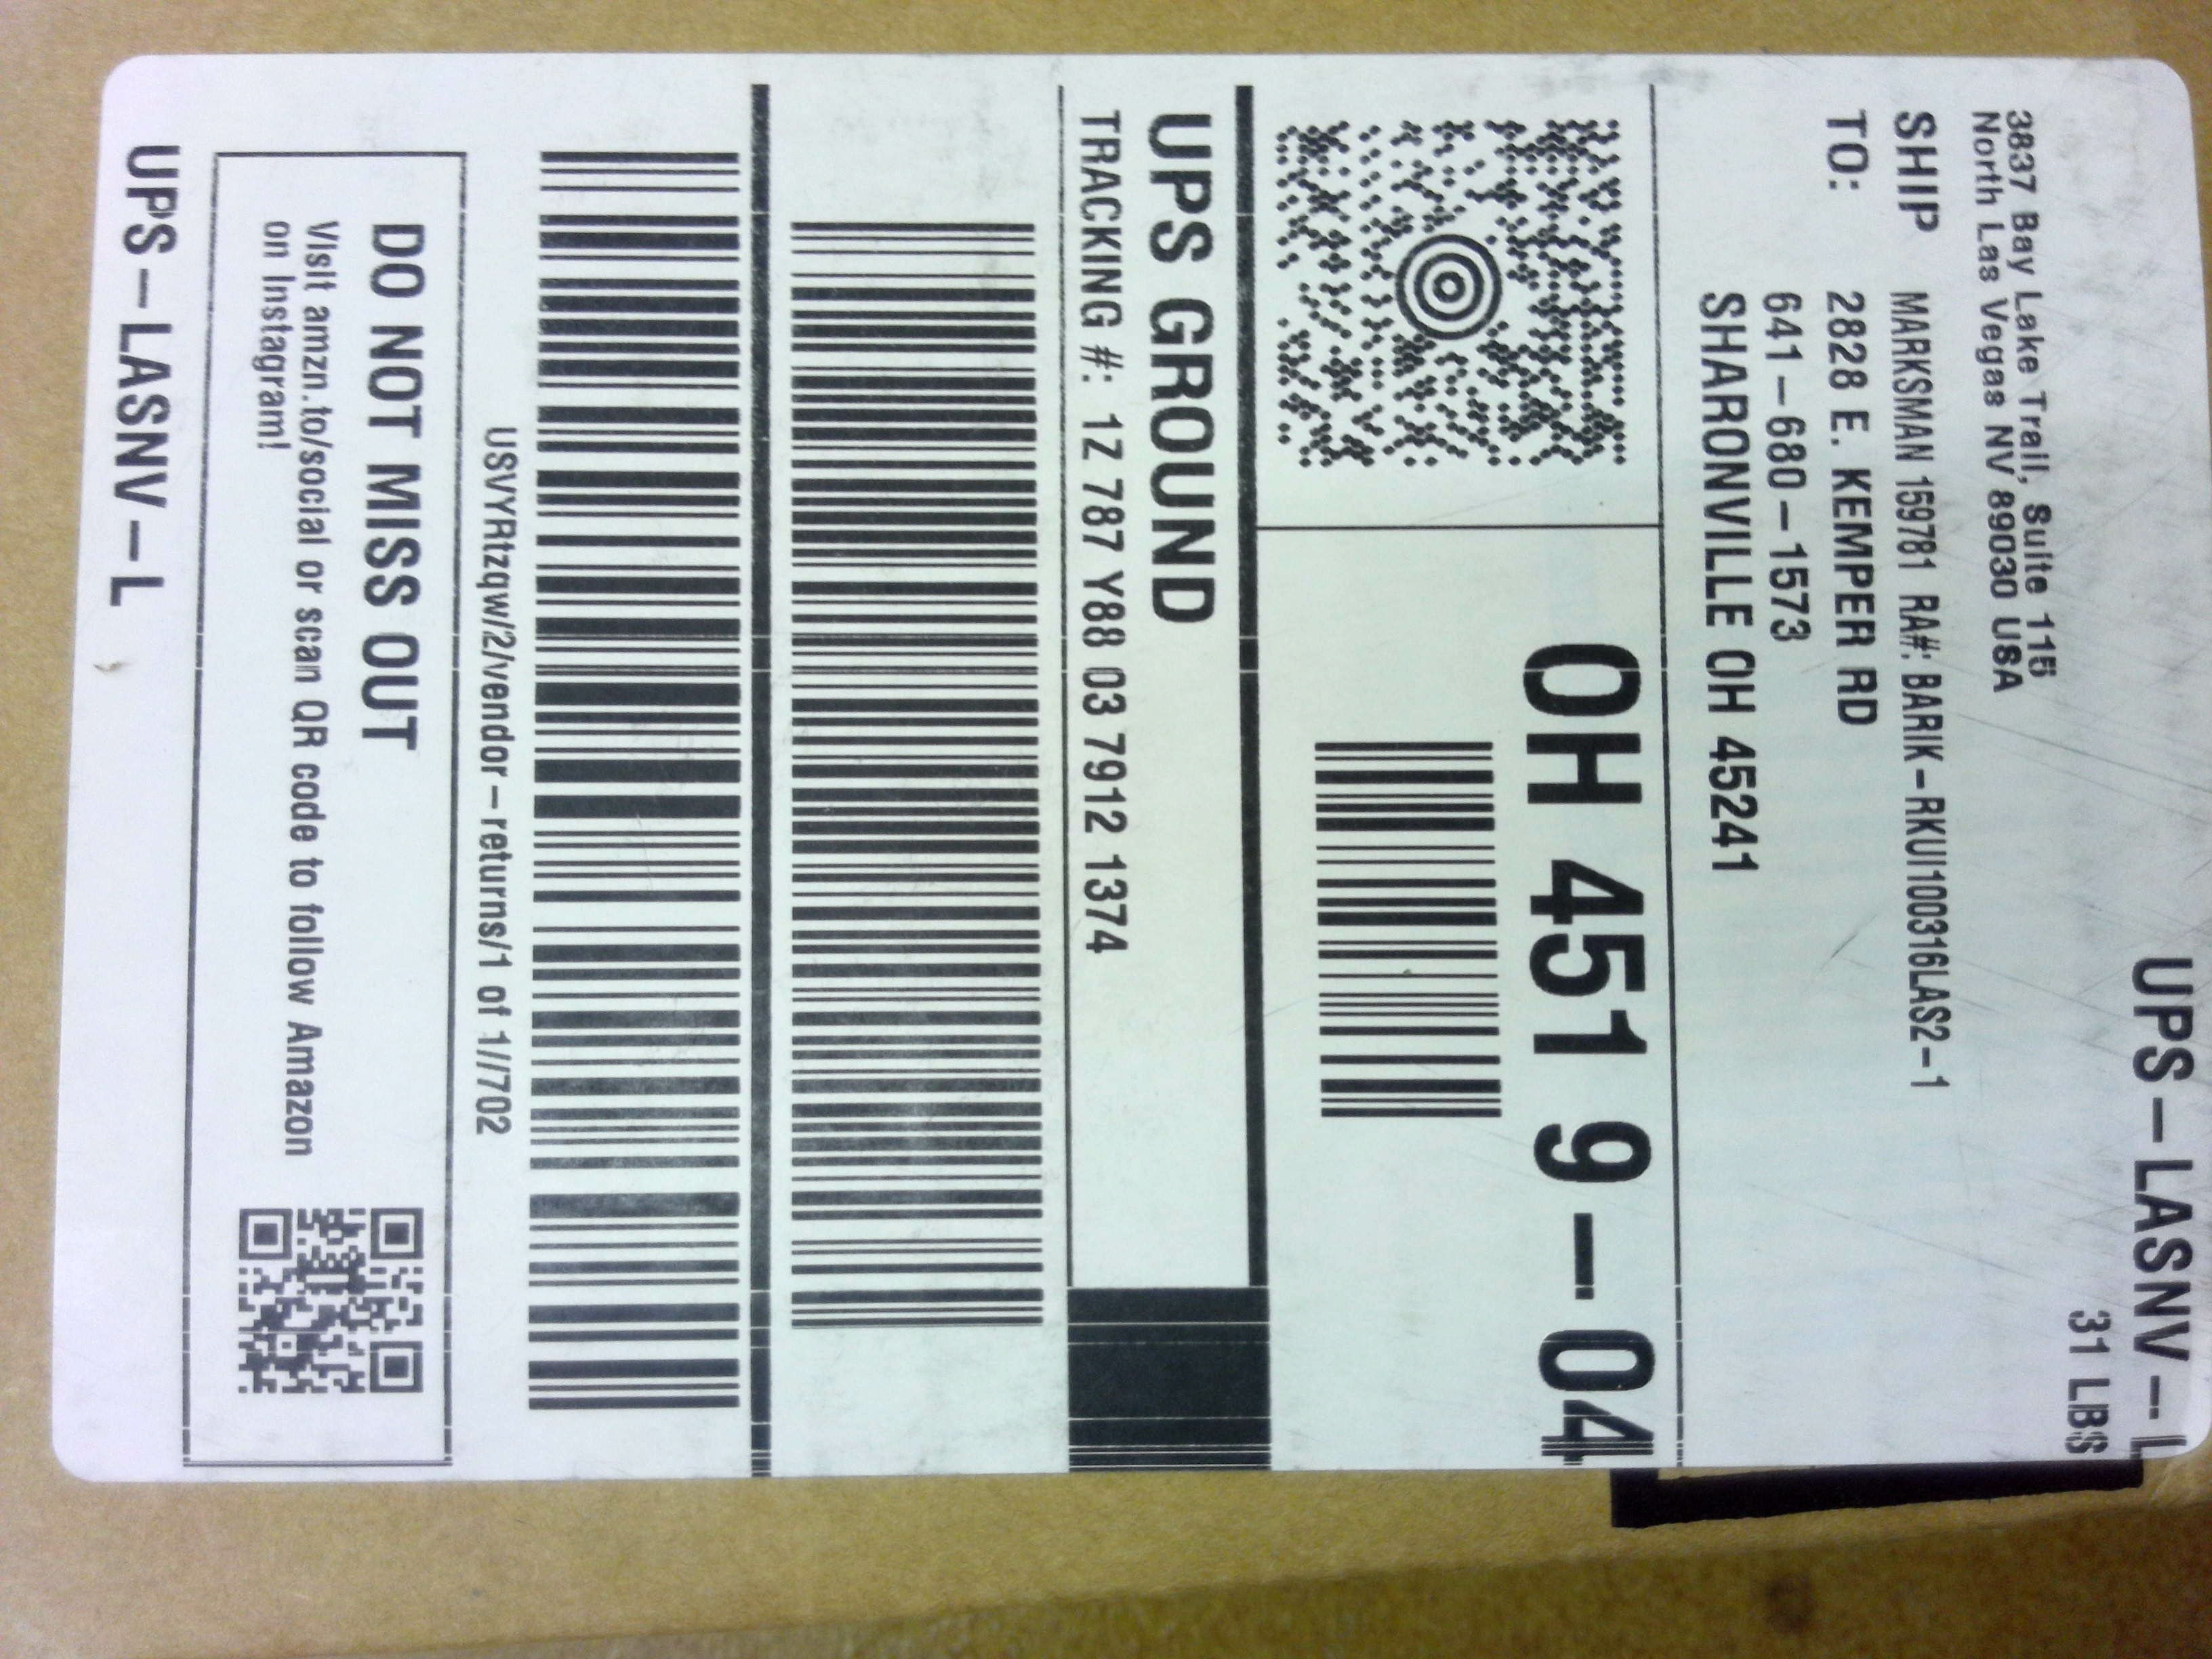 UPS-LASNV-L
31 LBS
3837 Bay Lake Trail, Suite 115
North Las Vegas NV 89030 USA
SHIP MARKSMAN 159781 RA#: BARIK-RKUI100316LAS2-1
TO: 2828 E. KEMPER RD
641-680-1573
SHARONVILLE OH 45241
OH 451 9-04
UPS GROUND
TRACKING #: 1Z 787 Y88 03 7912 1374
USVYRtzqw/2/vendor-returns/1 of 1//702
DO NOT MISS OUT
Visit amzn.to/social or scan QR code to follow Amazon
on Instagram!
UPS-LASNV-L